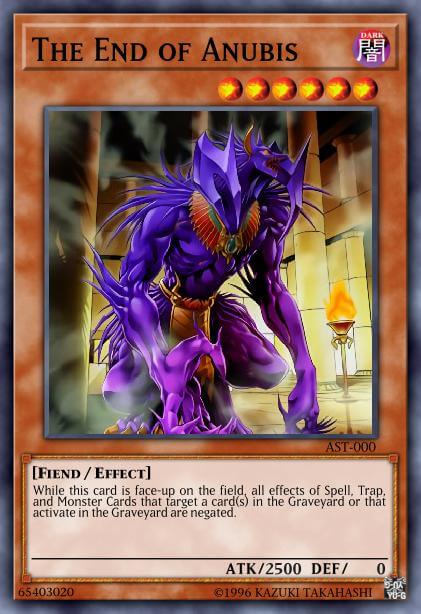 The End of Anubis
DARK
闇
AST-000
[Fiend / Effect]
While this card is face-up on the field, all effects of Spell, Trap,
and Monster Cards that target a card(s) in the Graveyard or that
activate in the Graveyard are negated.
ATK/2500 DEF/ 0
65403020
©1996 KAZUKI TAKAHASHI